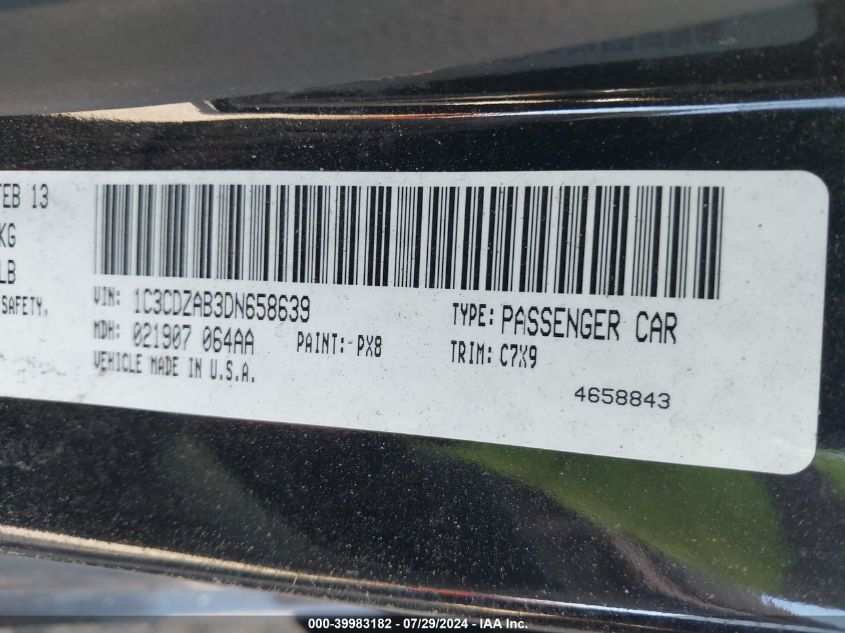 FEB 13
KG
LB
SAFETY,
VIN: 1C3CDZAB3DN658639
TYPE: PASSENGER CAR
MDH: 021907 064AA
PAINT: PX8
TRIM: C7X9
VEHICLE MADE IN U.S.A.
4658843
000-39983182 - 07/29/2024 - IAA Inc.